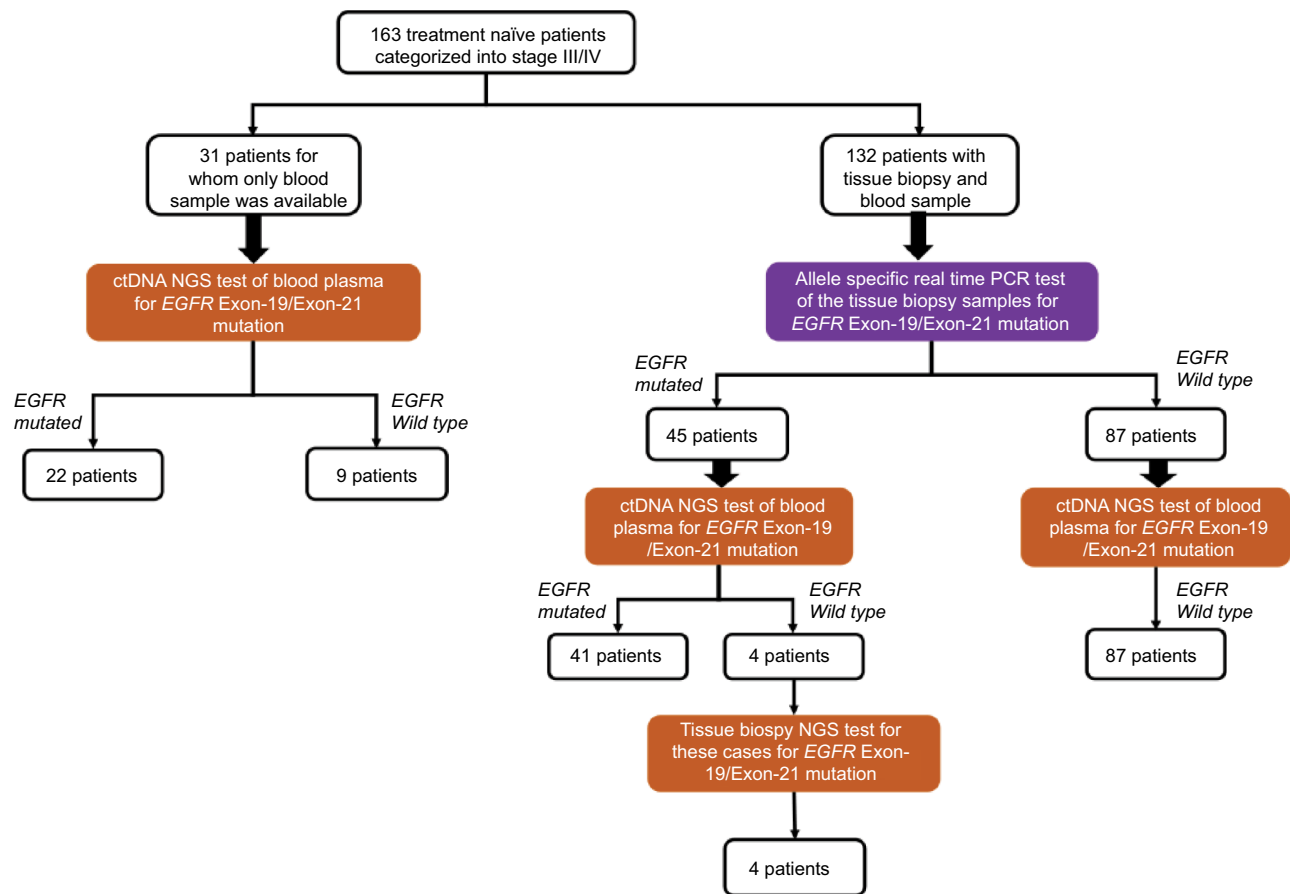 163 treatment naïve patients
categorized into stage III/IV
31 patients for
whom only blood
sample was available
132 patients with
tissue biopsy and
blood sample
ctDNA NGS test of blood plasma
for EGFR Exon-19/Exon-21
mutation
Allele specific real time PCR test
of the tissue biopsy samples for
EGFR Exon-19/Exon-21 mutation
EGFR
mutated
EGFR
Wild type
22 patients
9 patients
EGFR
mutated
EGFR
Wild type
45 patients
87 patients
ctDNA NGS test of blood
plasma for EGFR Exon-19
/Exon-21 mutation
ctDNA NGS test of blood
plasma for EGFR Exon-19
/Exon-21 mutation
EGFR
mutated
EGFR
Wild type
EGFR
Wild type
41 patients
4 patients
87 patients
Tissue biospy NGS test for
these cases for EGFR Exon-
19/Exon-21 mutation
4 patients